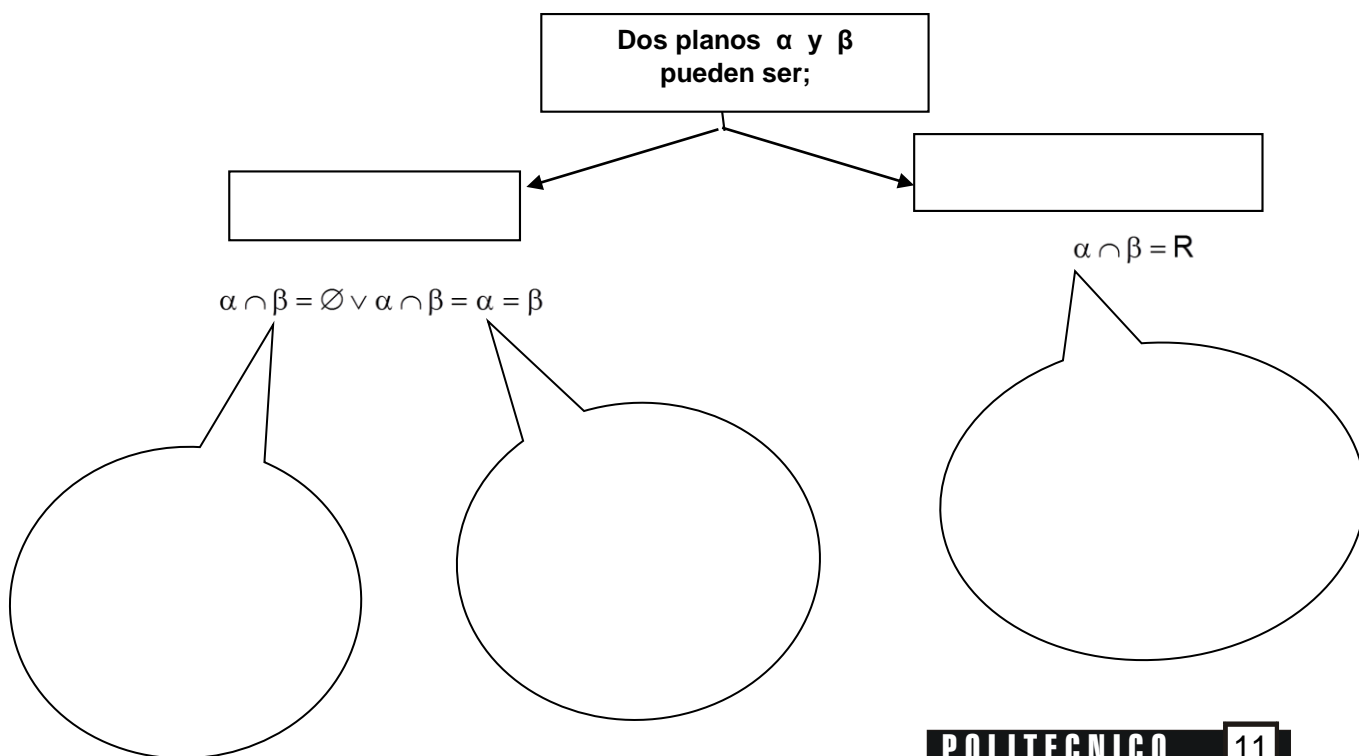 Dos planos α y β
pueden ser;
α ∩ β = R
α ∩ β = ∅ ∨ α ∩ β = α = β
POLITECNICO 11